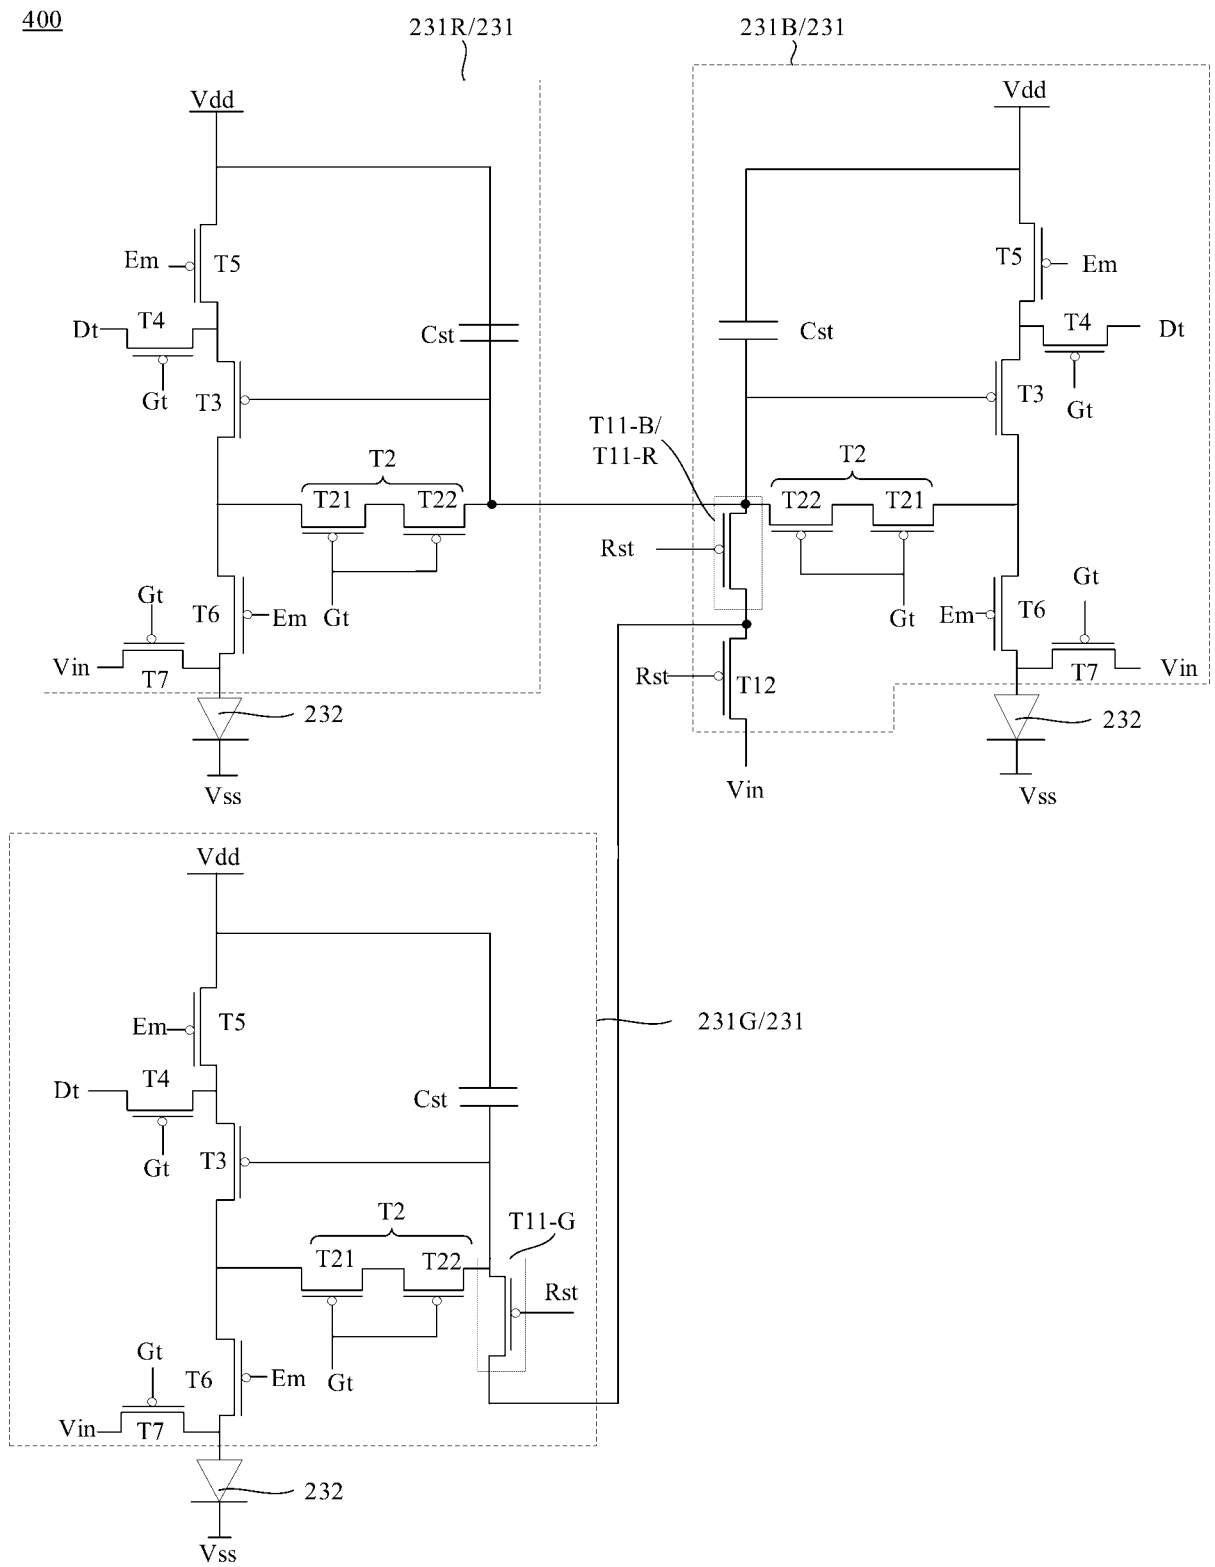 400
231R/231
231B/231
Vdd
Vdd
Em
T5
T5
Em
Dt
T4
Cst
Cst
T4
Dt
Gt
T3
T3
Gt
T11-B/
T11-R
T2
T21
T22
T2
T22
T21
Rst
Gt
T6
Em
Gt
Gt
Em
T6
Gt
Vin
T7
Rst
T12
T7
Vin
232
232
Vss
Vin
Vss
Vdd
Em
T5
231G/231
Dt
T4
Cst
Gt
T3
T2
T11-G
T21
T22
Rst
Gt
T6
Em
Gt
Vin
T7
232
Vss